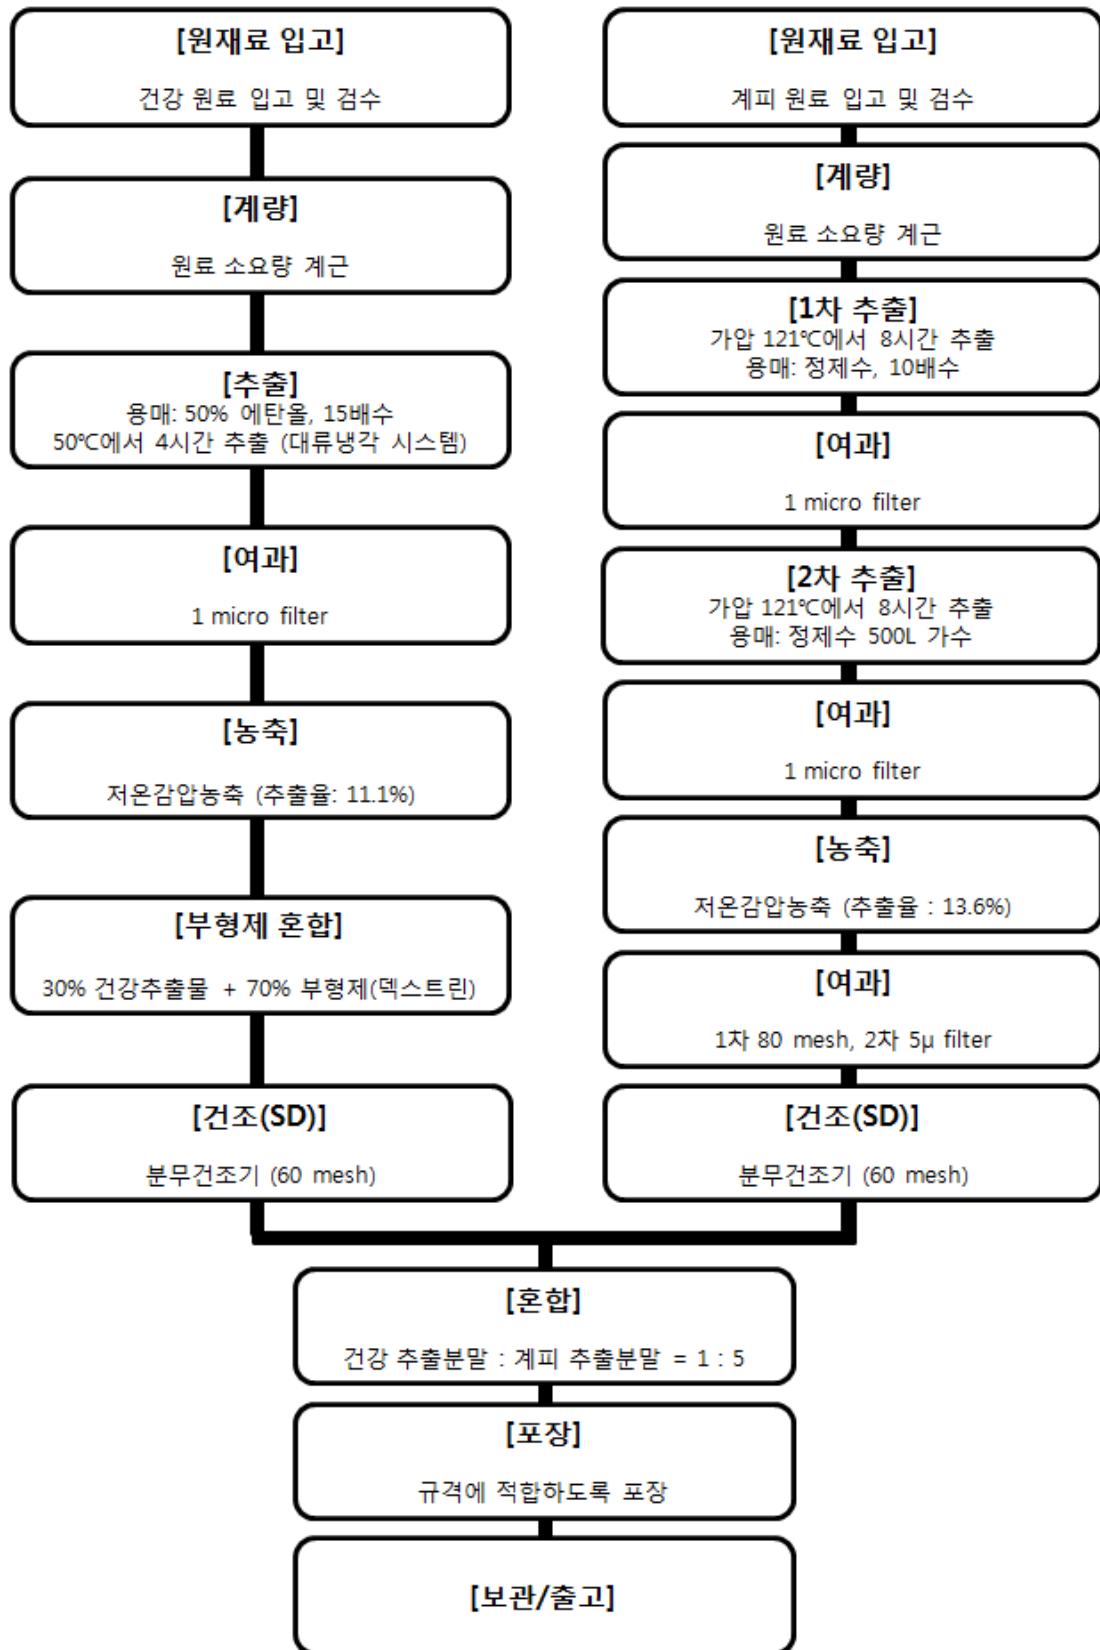 [원재료 입고]
건강 원료 입고 및 검수
[계량]
원료 소요량 계근
[추출]
용매: 50% 에탄올, 15배수
50℃에서 4시간 추출 (대류냉각 시스템)
[여과]
1 micro filter
[농축]
저온감압농축 (추출율: 11.1%)
[부형제 혼합]
30% 건강추출물 + 70% 부형제(덱스트린)
[건조(SD)]
분무건조기 (60 mesh)
[원재료 입고]
계피 원료 입고 및 검수
[계량]
원료 소요량 계근
[1차 추출]
가압 121℃에서 8시간 추출
용매: 정제수, 10배수
[여과]
1 micro filter
[2차 추출]
가압 121℃에서 8시간 추출
용매: 정제수 500L 가수
[여과]
1 micro filter
[농축]
저온감압농축 (추출율 : 13.6%)
[여과]
1차 80 mesh, 2차 5μ filter
[건조(SD)]
분무건조기 (60 mesh)
[혼합]
건강 추출분말 : 계피 추출분말 = 1 : 5
[포장]
규격에 적합하도록 포장
[보관/출고]